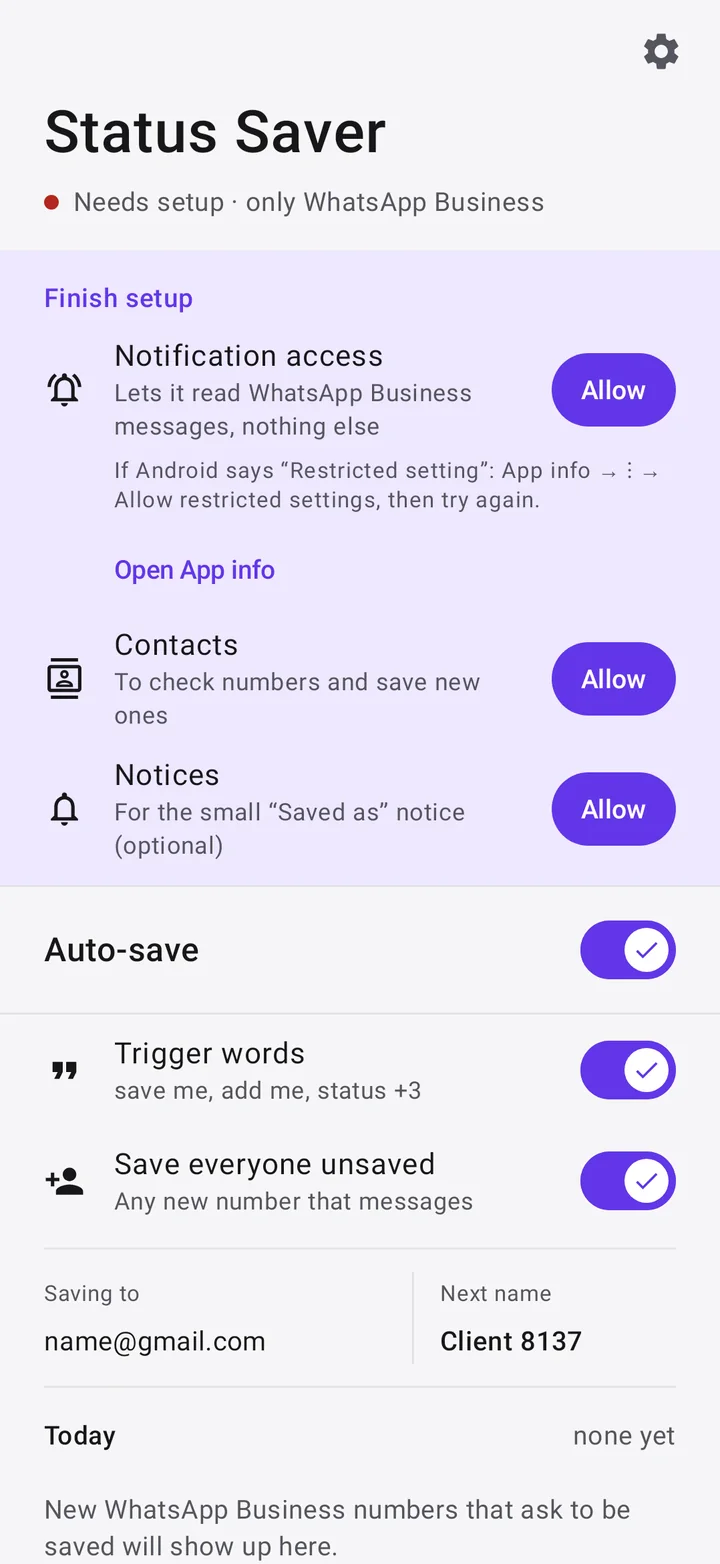 Status Saver
Needs setup · only WhatsApp Business
Finish setup
Notification access
Lets it read WhatsApp Business
messages, nothing else
Allow
If Android says “Restricted setting”: App info → ⋮ →
Allow restricted settings, then try again.
Open App info
Contacts
To check numbers and save new
ones
Allow
Notices
For the small “Saved as” notice
(optional)
Allow
Auto-save
Trigger words
save me, add me, status +3
Save everyone unsaved
Any new number that messages
Saving to
name@gmail.com
Next name
Client 8137
Today
none yet
New WhatsApp Business numbers that ask to be
saved will show up here.